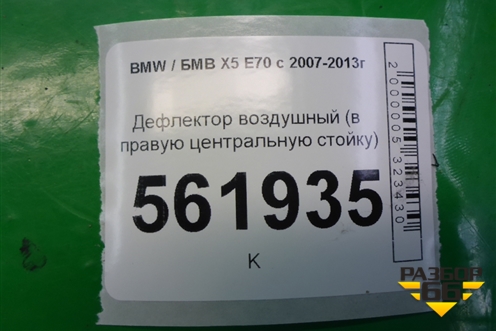 BMW / БМВ X5 E70 с 2007-2013г
Дефлектор воздушный (в
правую центральную стойку)
561935
К
2000005323430
РАЗБОР
66